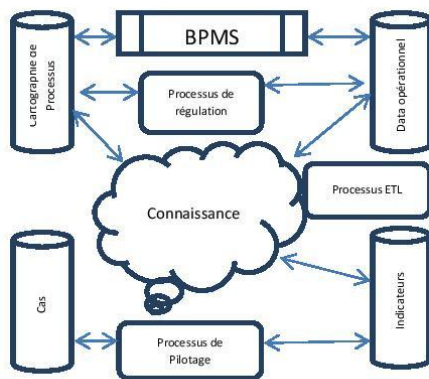 BPMS
Cartographie de
Processus
Processus de
régulation
Data opérationnel
Connaissance
Processus ETL
Cas
Processus de
Pilotage
Indicateurs